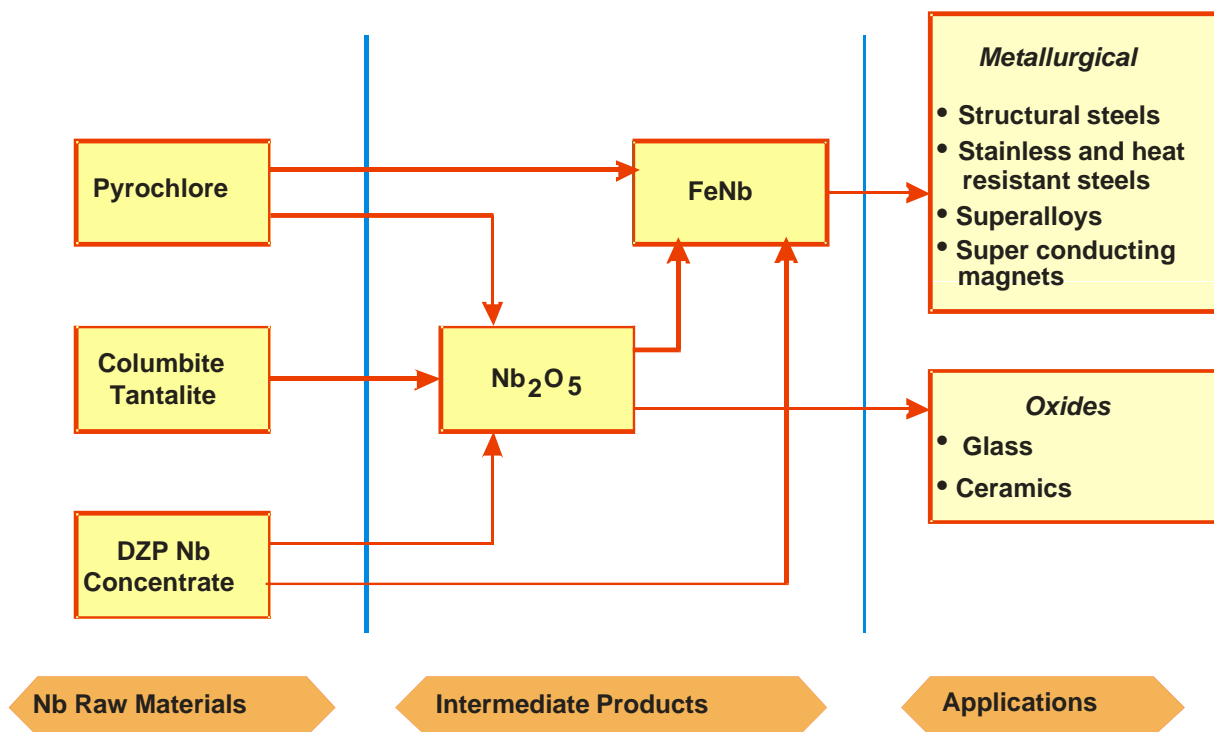 Pyrochlore
Columbite
Tantalite
DZP Nb
Concentrate
FeNb
Nb₂O₅
Metallurgical
• Structural steels
• Stainless and heat
resistant steels
• Superalloys
• Super conducting
magnets
Oxides
• Glass
• Ceramics
Nb Raw Materials
Intermediate Products
Applications